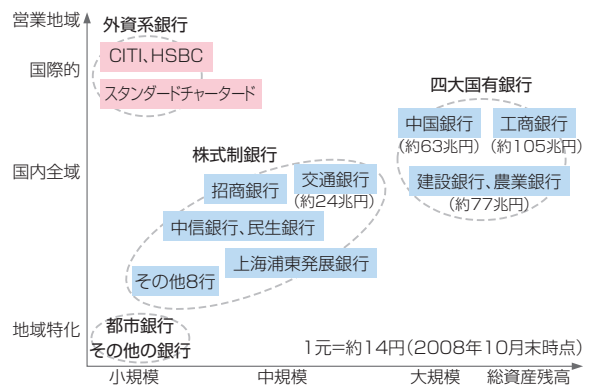 営業地域
外資系銀行
国際的
CITI、HSBC
スタンダードチャータード
四大国有銀行
中国銀行
(約63兆円)
工商銀行
(約105兆円)
国内全域
株式制銀行
招商銀行
交通銀行
(約24兆円)
建設銀行、農業銀行
(約77兆円)
中信銀行、民生銀行
上海浦東発展銀行
その他8行
地域特化
都市銀行
その他の銀行
1元=約14円(2008年10月末時点)
小規模
中規模
大規模
総資産残高